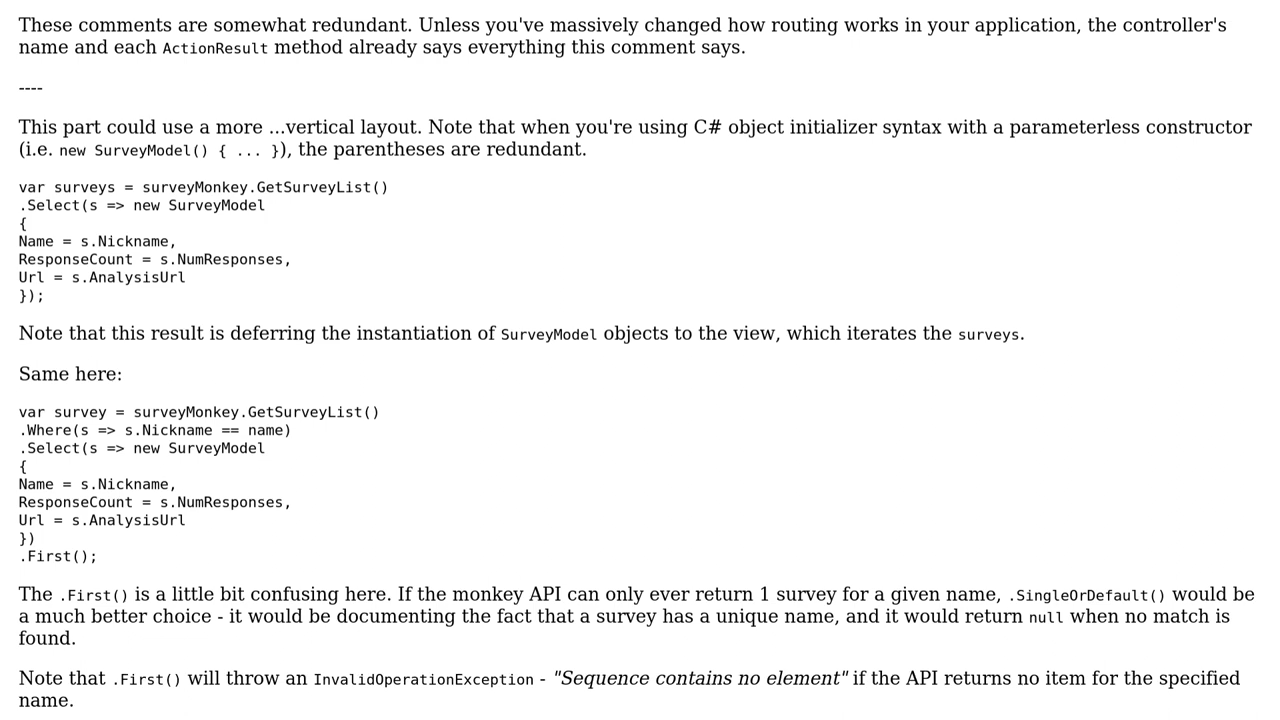 These comments are somewhat redundant. Unless you've massively changed how routing works in your application, the controller's
name and each ActionResult method already says everything this comment says.
----
This part could use a more ...vertical layout. Note that when you're using C# object initializer syntax with a parameterless constructor
(i.e. new SurveyModel() { ... }), the parentheses are redundant.
var surveys = surveyMonkey.GetSurveyList()
.Select(s => new SurveyModel
{
Name = s.Nickname,
ResponseCount = s.NumResponses,
Url = s.AnalysisUrl
});
Note that this result is deferring the instantiation of SurveyModel objects to the view, which iterates the surveys.
Same here:
var survey = surveyMonkey.GetSurveyList()
.Where(s => s.Nickname == name)
.Select(s => new SurveyModel
{
Name = s.Nickname,
ResponseCount = s.NumResponses,
Url = s.AnalysisUrl
})
.First();
The .First() is a little bit confusing here. If the monkey API can only ever return 1 survey for a given name, .SingleOrDefault() would be
a much better choice - it would be documenting the fact that a survey has a unique name, and it would return null when no match is
found.
Note that .First() will throw an InvalidOperationException - "Sequence contains no element" if the API returns no item for the specified
name.